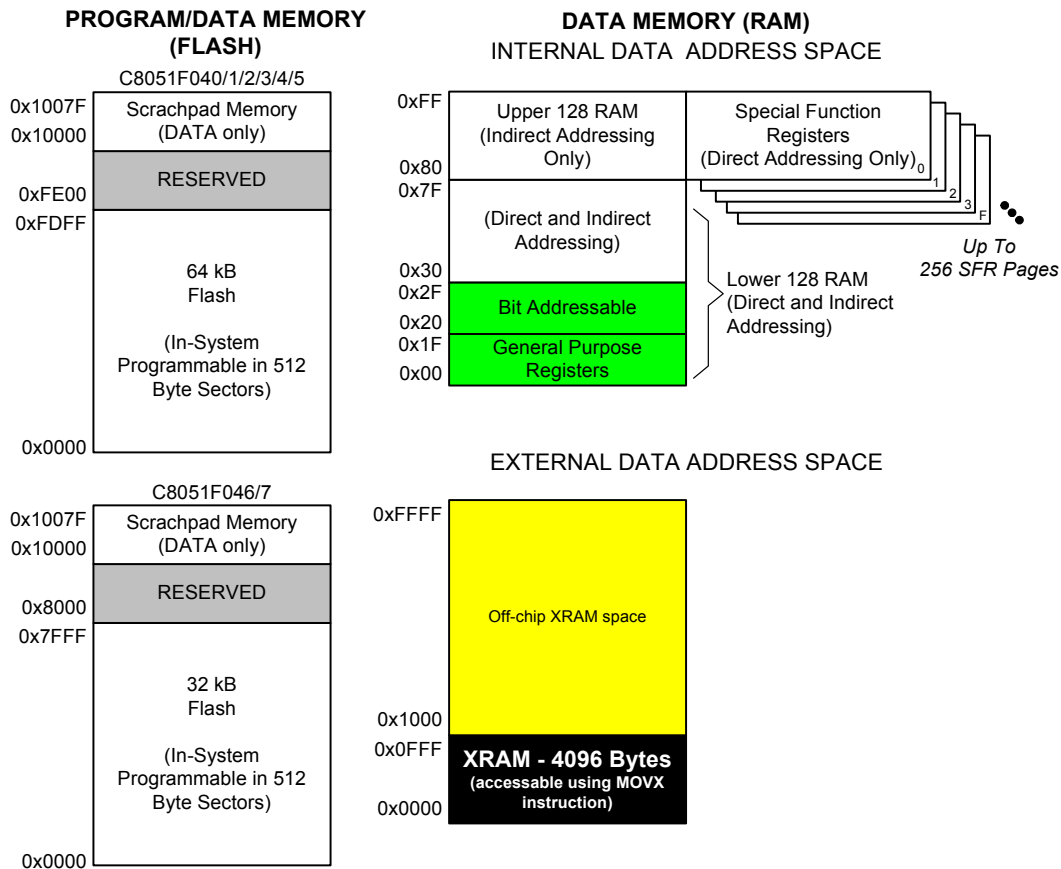 PROGRAM/DATA MEMORY
(FLASH)
C8051F040/1/2/3/4/5
0x1007F
0x10000
Scrachpad Memory
(DATA only)
RESERVED
0xFE00
0xFDFF
64 kB
Flash
(In-System
Programmable in 512
Byte Sectors)
0x0000
C8051F046/7
0x1007F
0x10000
Scrachpad Memory
(DATA only)
RESERVED
0x8000
0x7FFF
32 kB
Flash
(In-System
Programmable in 512
Byte Sectors)
0x0000
DATA MEMORY (RAM)
INTERNAL DATA ADDRESS SPACE
0xFF
Upper 128 RAM
(Indirect Addressing
Only)
0x80
Special Function
Registers
(Direct Addressing Only)
0
1
2
3
F
Up To
256 SFR Pages
0x7F
(Direct and Indirect
Addressing)
0x30
0x2F
Bit Addressable
0x20
0x1F
General Purpose
Registers
0x00
Lower 128 RAM
(Direct and Indirect
Addressing)
EXTERNAL DATA ADDRESS SPACE
0xFFFF
Off-chip XRAM space
0x1000
0x0FFF
XRAM - 4096 Bytes
(accessable using MOVX
instruction)
0x0000